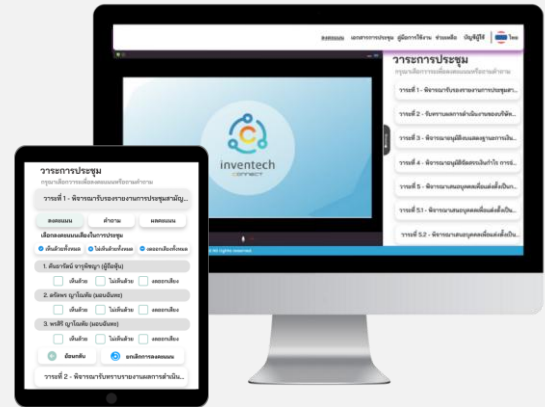 ลงคะแนน เอกสารการประชุม คู่มือการใช้งาน ช่วยเหลือ บัญชีผู้ใช้ ไทย
วาระการประชุม
กรุณาเลือกวาระเพื่อลงคะแนนหรือถามคำถาม
วาระที่ 1 - พิจารณารับรองรายงานการประชุมสา...
วาระที่ 2 - รับทราบผลการดำเนินงานของบริษัท...
วาระที่ 3 - พิจารณาอนุมัติงบแสดงฐานะการเงิน...
วาระที่ 4 - พิจารณาอนุมัติจัดสรรเงินกำไร การจ่...
วาระที่ 5 - พิจารณาเสนอบุคคลเพื่อแต่งตั้งเป็นก...
วาระที่ 5.1 - พิจารณาเสนอบุคคลเพื่อแต่งตั้งเป็น...
วาระที่ 5.2 - พิจารณาเสนอบุคคลเพื่อแต่งตั้งเป็น...
inventech
CONNECT
All rights reserved.
วาระการประชุม
กรุณาเลือกวาระเพื่อลงคะแนนหรือถามคำถาม
วาระที่ 1 - พิจารณารับรองรายงานการประชุมสามัญ...
ลงคะแนน คำถาม ผลคะแนน
เลือกลงคะแนนเสียงในการประชุม
เห็นด้วยทั้งหมด ไม่เห็นด้วยทั้งหมด งดออกเสียงทั้งหมด
1. (ผู้ถือหุ้น)
เห็นด้วย ไม่เห็นด้วย งดออกเสียง
2. (มอบฉันทะ)
เห็นด้วย ไม่เห็นด้วย งดออกเสียง
3. (มอบฉันทะ)
เห็นด้วย ไม่เห็นด้วย งดออกเสียง
ย้อนกลับ ยกเลิกการลงคะแนน
วาระที่ 2 - พิจารณารับทราบรายงานผลการดำเนิน...